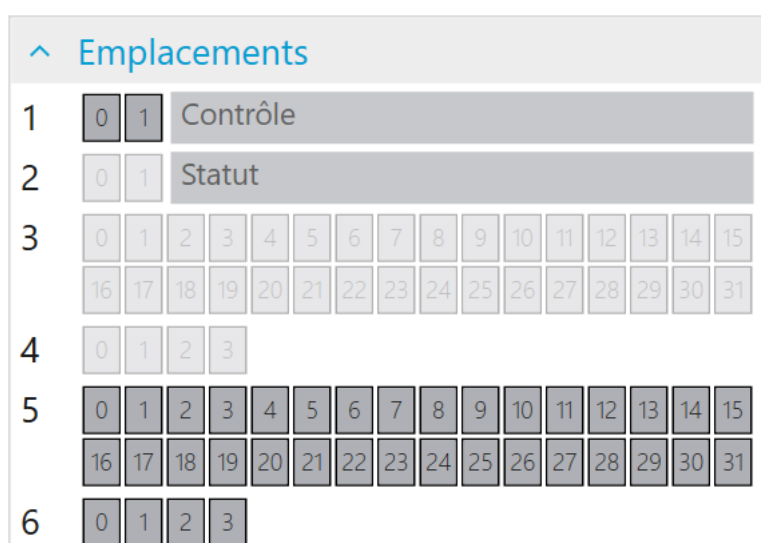 Emplacements
1 0 1 Contrôle
2 0 1 Statut
3 0 1 2 3 4 5 6 7 8 9 10 11 12 13 14 15
16 17 18 19 20 21 22 23 24 25 26 27 28 29 30 31
4 0 1 2 3
5 0 1 2 3 4 5 6 7 8 9 10 11 12 13 14 15
16 17 18 19 20 21 22 23 24 25 26 27 28 29 30 31
6 0 1 2 3